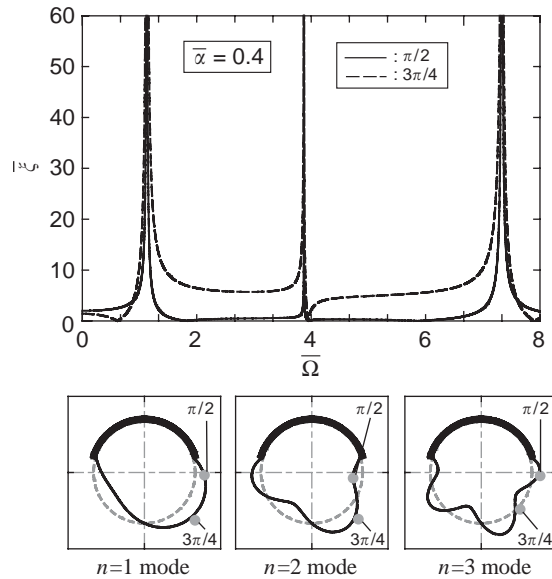 60
50
40
30
20
10
0
ξ̅
α̅ = 0.4
: π/2
: 3π/4
0 2 4 6 8
Ω̅
π/2
3π/4
n=1 mode
π/2
3π/4
n=2 mode
π/2
3π/4
n=3 mode